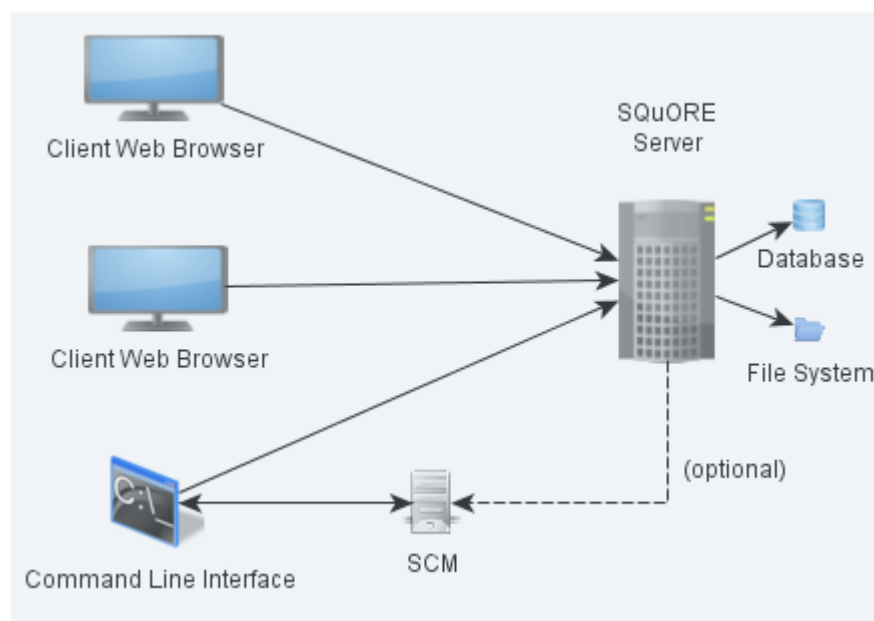 Client Web Browser
SQuORE
Server
Client Web Browser
Database
File System
C:\_
(optional)
Command Line Interface
SCM